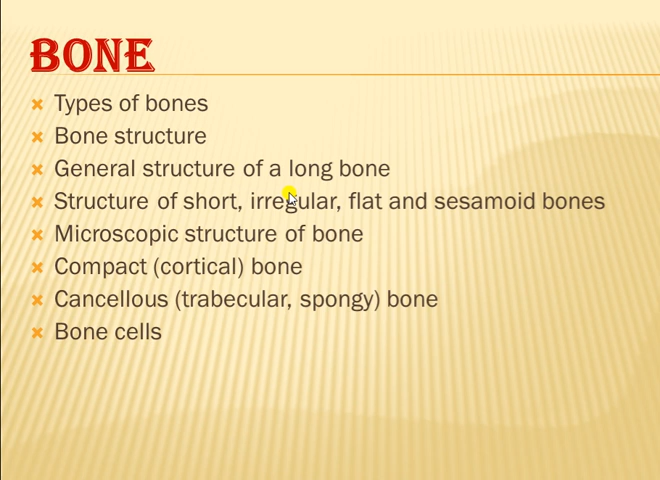 BONE
Types of bones
Bone structure
General structure of a long bone
Structure of short, irregular, flat and sesamoid bones
Microscopic structure of bone
Compact (cortical) bone
Cancellous (trabecular, spongy) bone
Bone cells